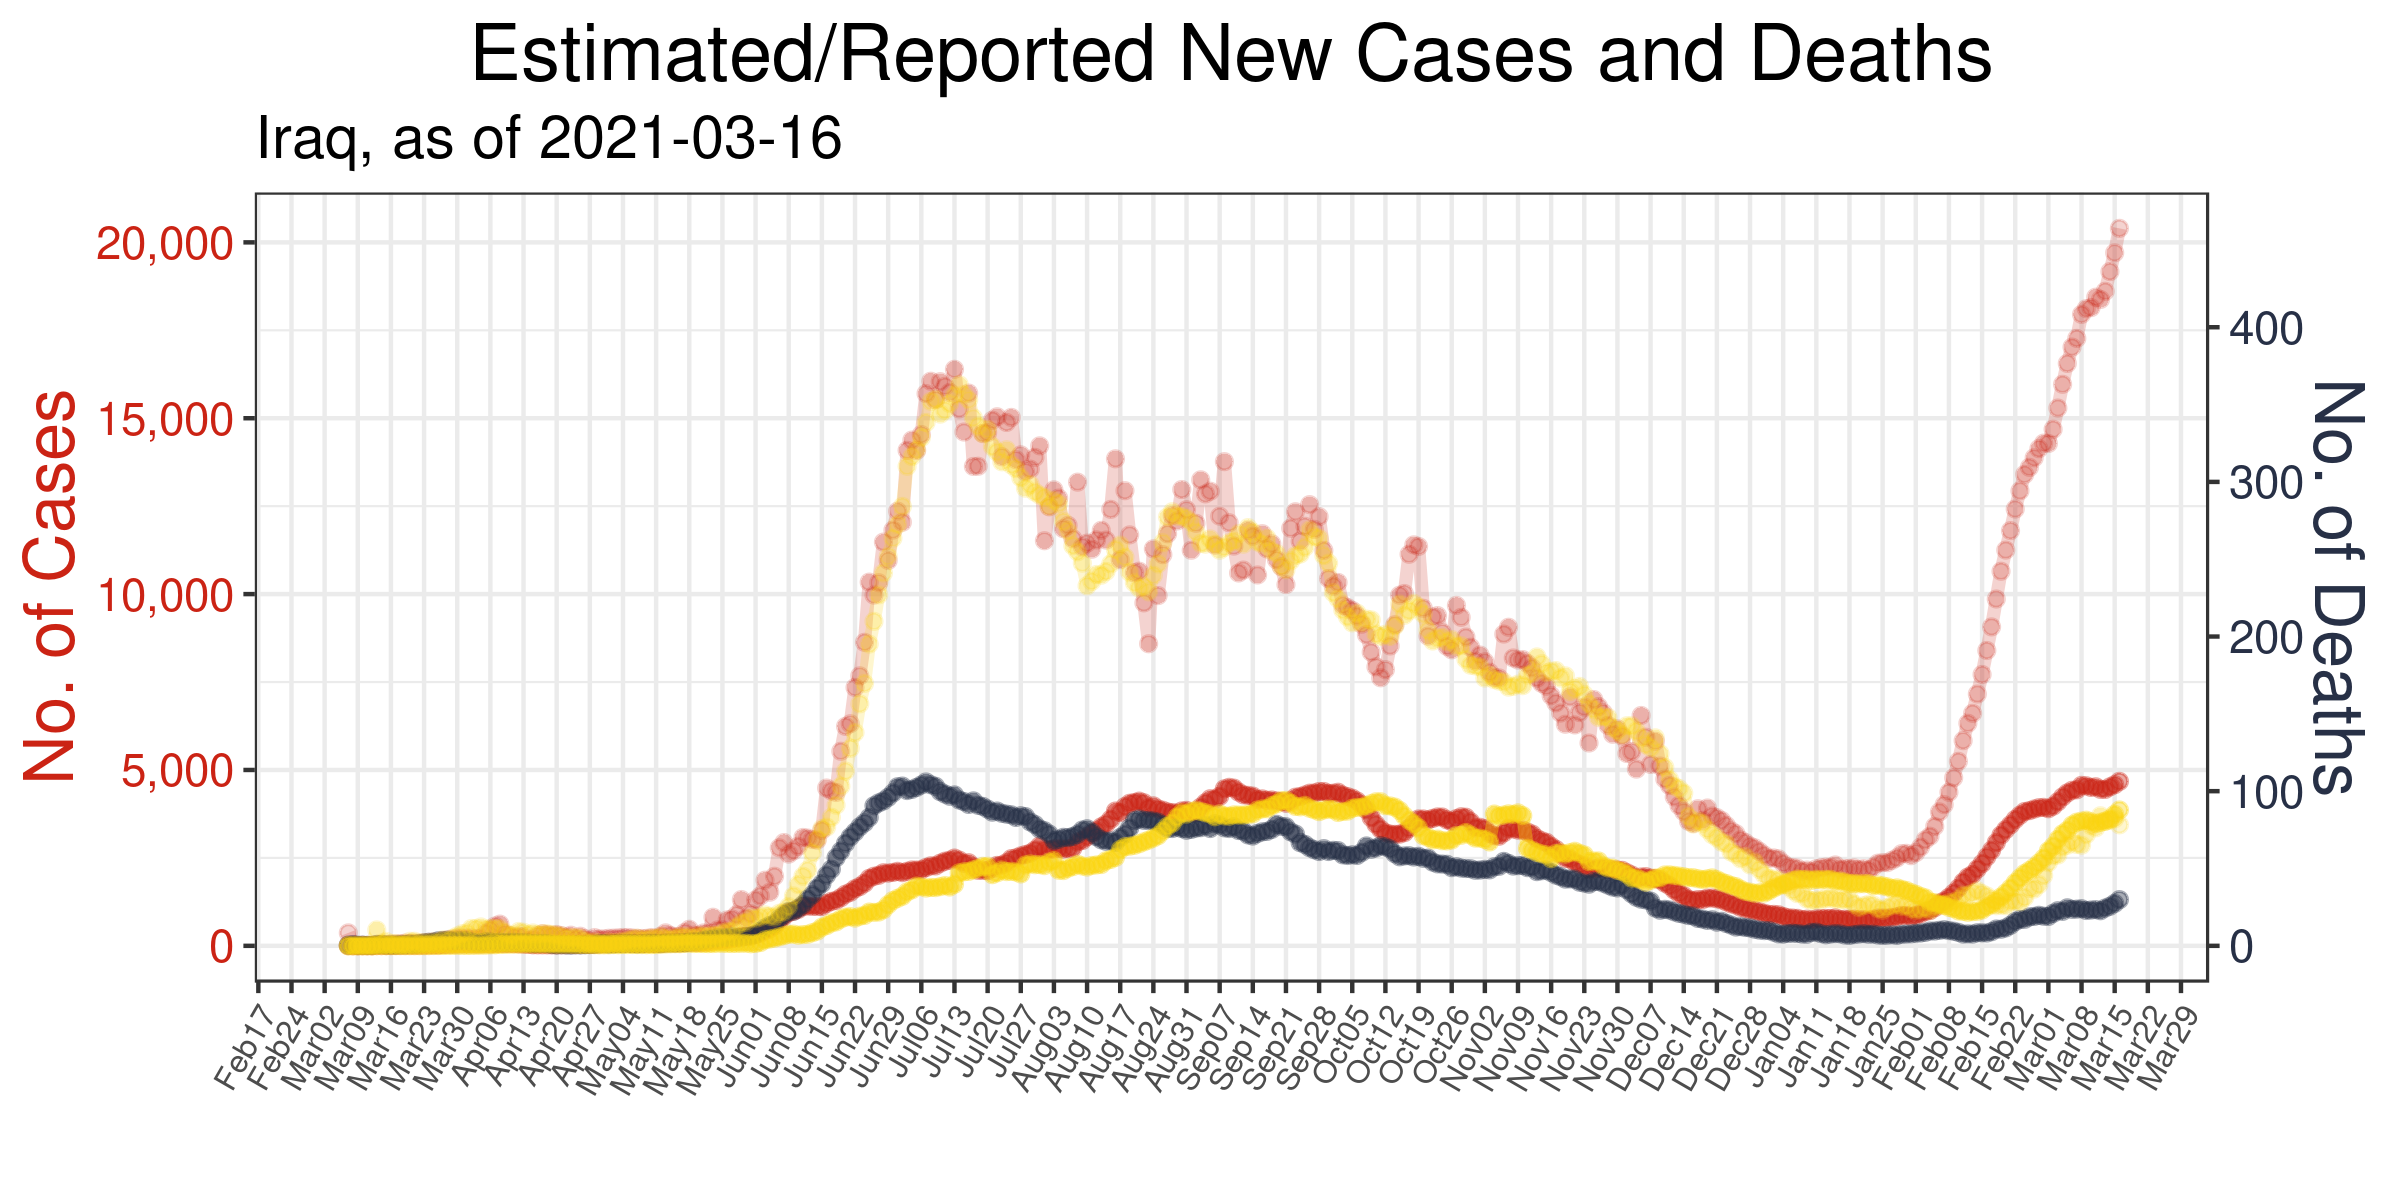 Estimated/Reported New Cases and Deaths
Iraq, as of 2021-03-16
No. of Cases
20,000
15,000
10,000
5,000
0
No. of Deaths
400
300
200
100
0
Feb17
Feb24
Mar02
Mar09
Mar16
Mar23
Mar30
Apr06
Apr13
Apr20
Apr27
May04
May11
May18
May25
Jun01
Jun08
Jun15
Jun22
Jun29
Jul06
Jul13
Jul20
Jul27
Aug03
Aug10
Aug17
Aug24
Aug31
Sep07
Sep14
Sep21
Sep28
Oct05
Oct12
Oct19
Oct26
Nov02
Nov09
Nov16
Nov23
Nov30
Dec07
Dec14
Dec21
Dec28
Jan04
Jan11
Jan18
Jan25
Feb01
Feb08
Feb15
Feb22
Mar01
Mar08
Mar15
Mar22
Mar29